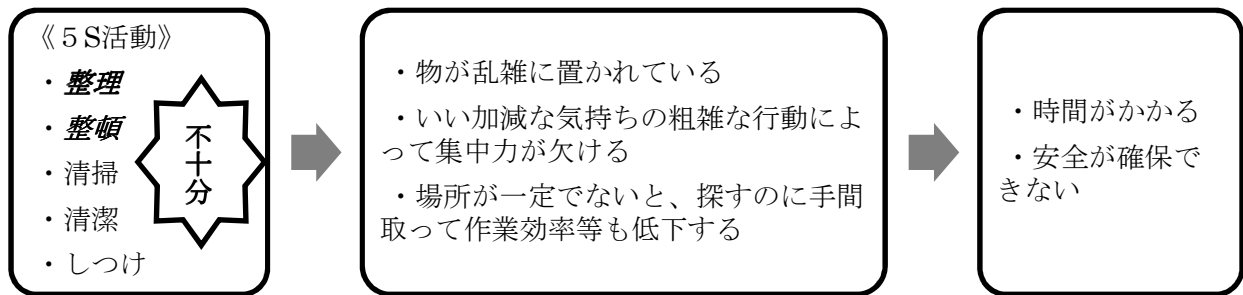 《５S活動》
・整理
・整頓
・清掃
・清潔
・しつけ
不十分
・物が乱雑に置かれている
・いい加減な気持ちの粗雑な行動によ
って集中力が欠ける
・場所が一定でないと、探すのに手間
取って作業効率等も低下する
・時間がかかる
・安全が確保で
きない